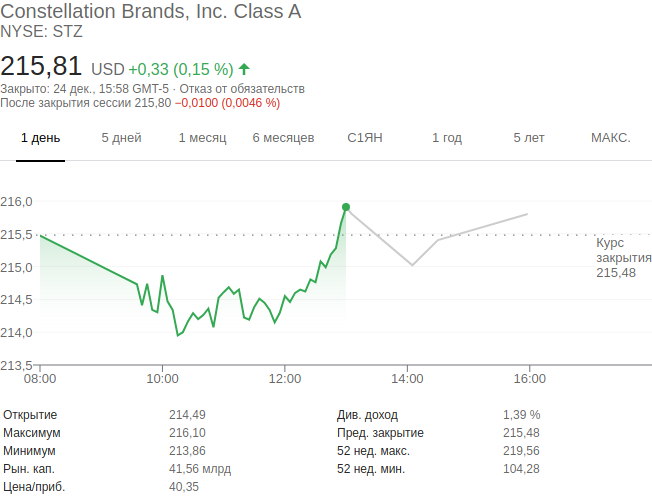 Constellation Brands, Inc. Class A
NYSE: STZ
215,81 USD +0,33 (0,15 %)
Закрыто: 24 дек., 15:58 GMT-5 · Отказ от обязательств
После закрытия сессии 215,80 −0,0100 (0,0046 %)
1 день 5 дней 1 месяц 6 месяцев С1ЯН 1 год 5 лет МАКС.
216,0
215,5
Курс
закрытия
215,48
215,0
214,5
214,0
213,5
08:00 10:00 12:00 14:00 16:00
Открытие 214,49 Див. доход 1,39 %
Максимум 216,10 Пред. закрытие 215,48
Минимум 213,86 52 нед. макс. 219,56
Рын. кап. 41,56 млрд 52 нед. мин. 104,28
Цена/приб. 40,35